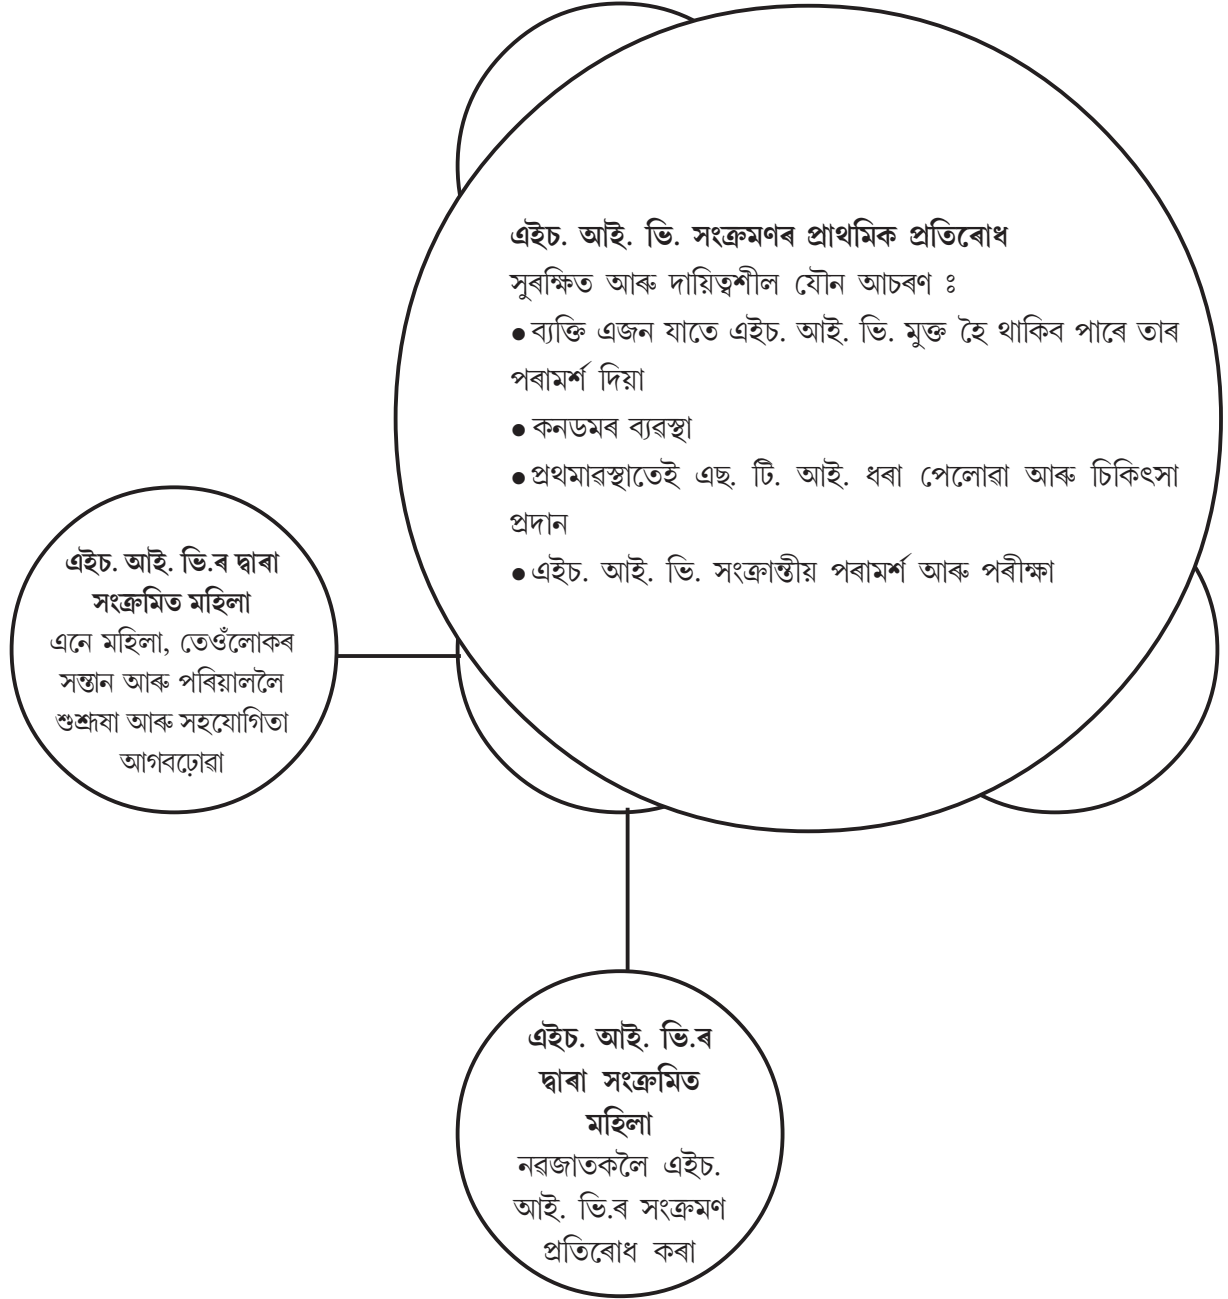 এইচ. আই. ভি. সংক্ৰমণৰ প্ৰাথমিক প্ৰতিৰোধ
সুৰক্ষিত আৰু দায়িত্বশীল যৌন আচৰণ ঃ
● ব্যক্তি এজন যাতে এইচ. আই. ভি. মুক্ত হৈ থাকিব পাৰে তাৰ
পৰামৰ্শ দিয়া
● কনডমৰ ব্যৱস্থা
● প্ৰথমাৱস্থাতেই এছ. টি. আই. ধৰা পেলোৱা আৰু চিকিৎসা
প্ৰদান
● এইচ. আই. ভি. সংক্ৰান্তীয় পৰামৰ্শ আৰু পৰীক্ষা
এইচ. আই. ভি.ৰ দ্বাৰা
সংক্ৰমিত মহিলা
এনে মহিলা, তেওঁলোকৰ
সন্তান আৰু পৰিয়াললৈ
শুশ্ৰূষা আৰু সহযোগিতা
আগবঢ়োৱা
এইচ. আই. ভি.ৰ
দ্বাৰা সংক্ৰমিত
মহিলা
নৱজাতকলৈ এইচ.
আই. ভি.ৰ সংক্ৰমণ
প্ৰতিৰোধ কৰা